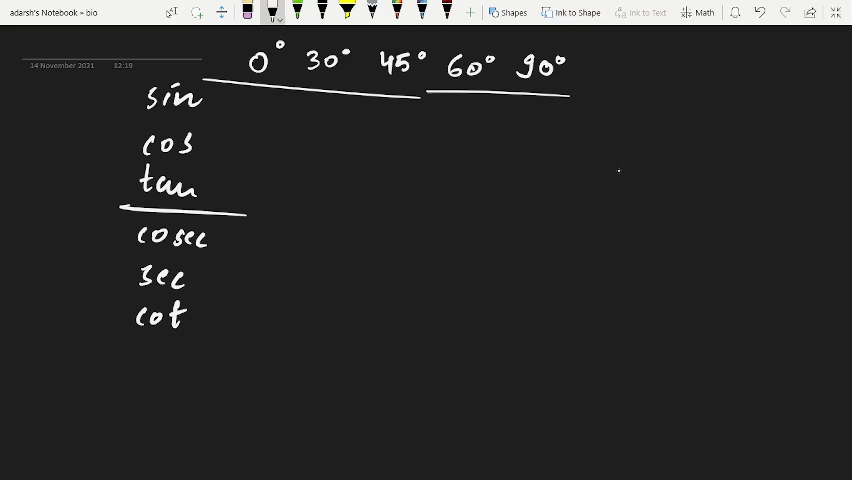 adarsh's Notebook » bio
Shapes Ink to Shape Ink to Text Math
14 November 2021 12:19
0° 30° 45° 60° 90°
sin
cos
tan
cosec
sec
cot